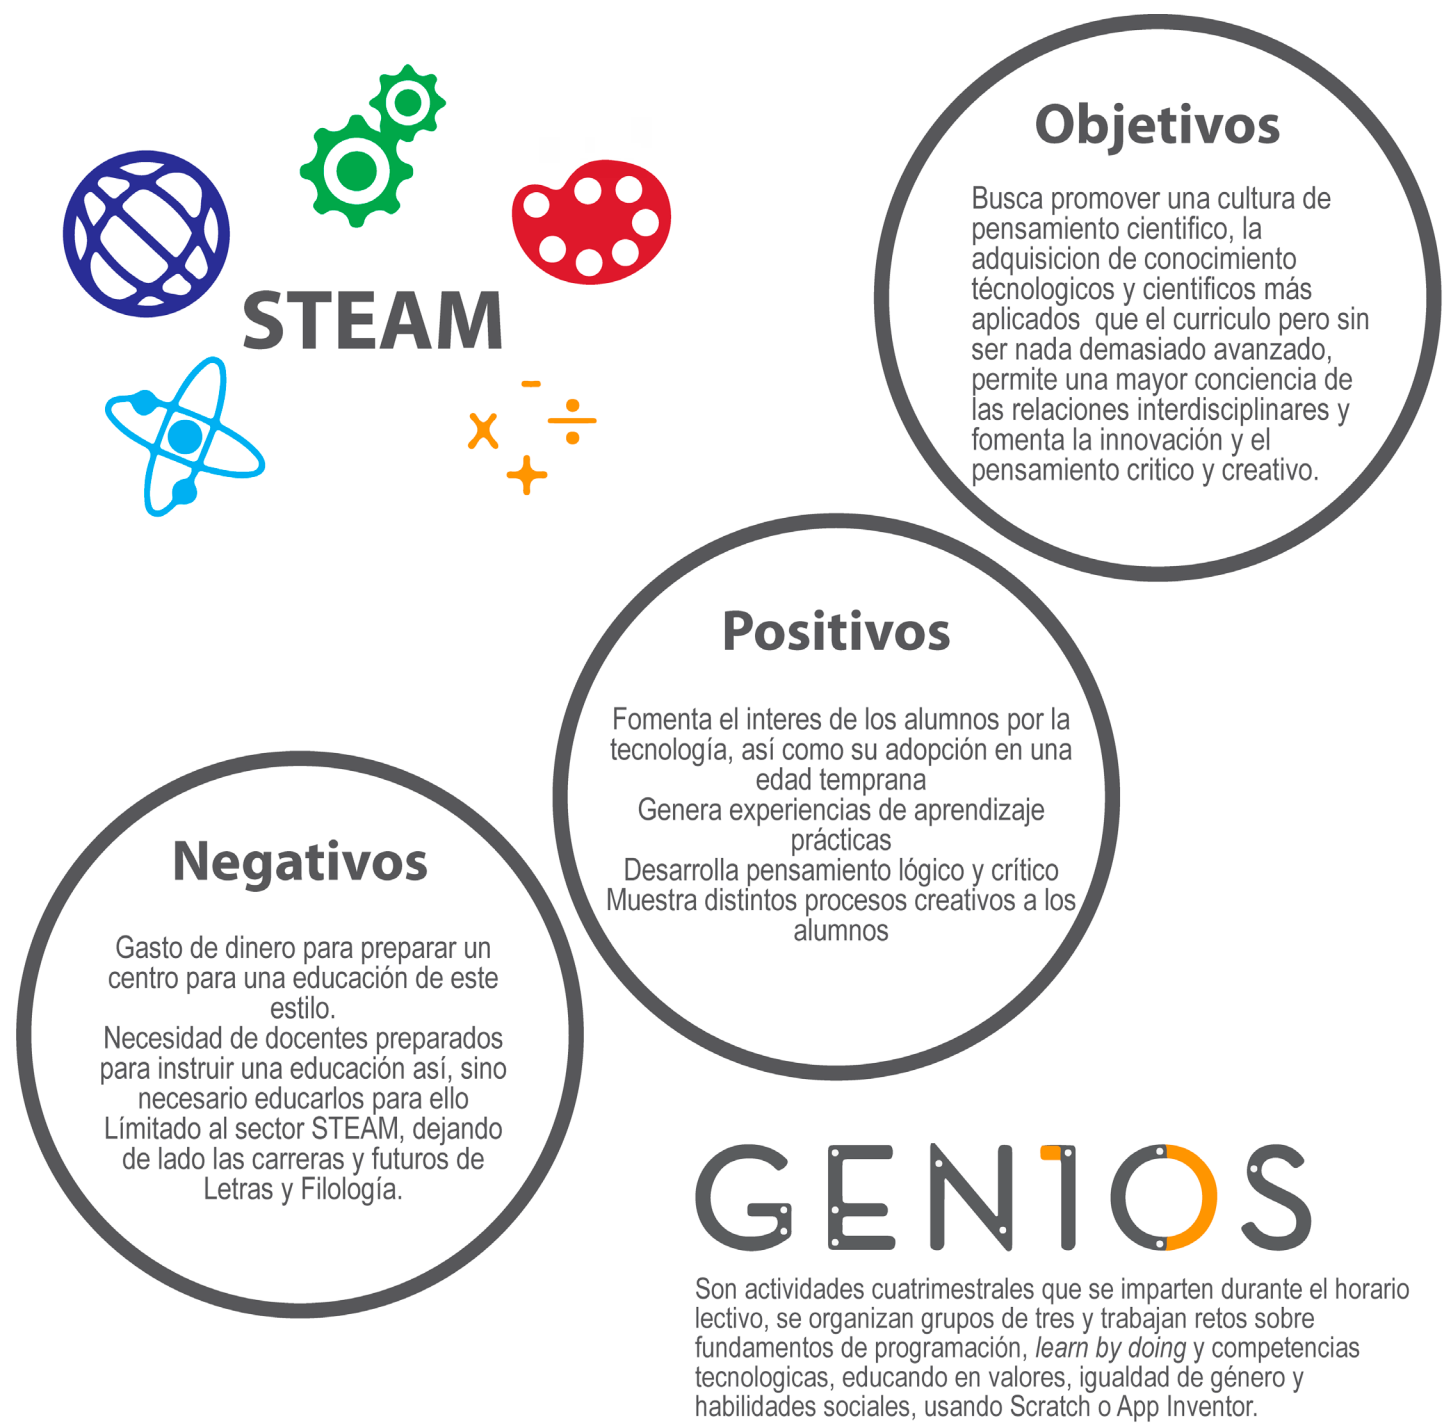 STEAM
Objetivos
Busca promover una cultura de
pensamiento cientifico, la
adquisicion de conocimiento
técnologicos y cientificos más
aplicados  que el curriculo pero sin
ser nada demasiado avanzado,
permite una mayor conciencia de
las relaciones interdisciplinares y
fomenta la innovación y el
pensamiento critico y creativo.
Positivos
Fomenta el interes de los alumnos por la
tecnología, así como su adopción en una
edad temprana
Genera experiencias de aprendizaje
prácticas
Desarrolla pensamiento lógico y crítico
Muestra distintos procesos creativos a los
alumnos
Negativos
Gasto de dinero para preparar un
centro para una educación de este
estilo.
Necesidad de docentes preparados
para instruir una educación así, sino
necesario educarlos para ello
Límitado al sector STEAM, dejando
de lado las carreras y futuros de
Letras y Filología.
GEN10S
Son actividades cuatrimestrales que se imparten durante el horario
lectivo, se organizan grupos de tres y trabajan retos sobre
fundamentos de programación, learn by doing y competencias
tecnologicas, educando en valores, igualdad de género y
habilidades sociales, usando Scratch o App Inventor.